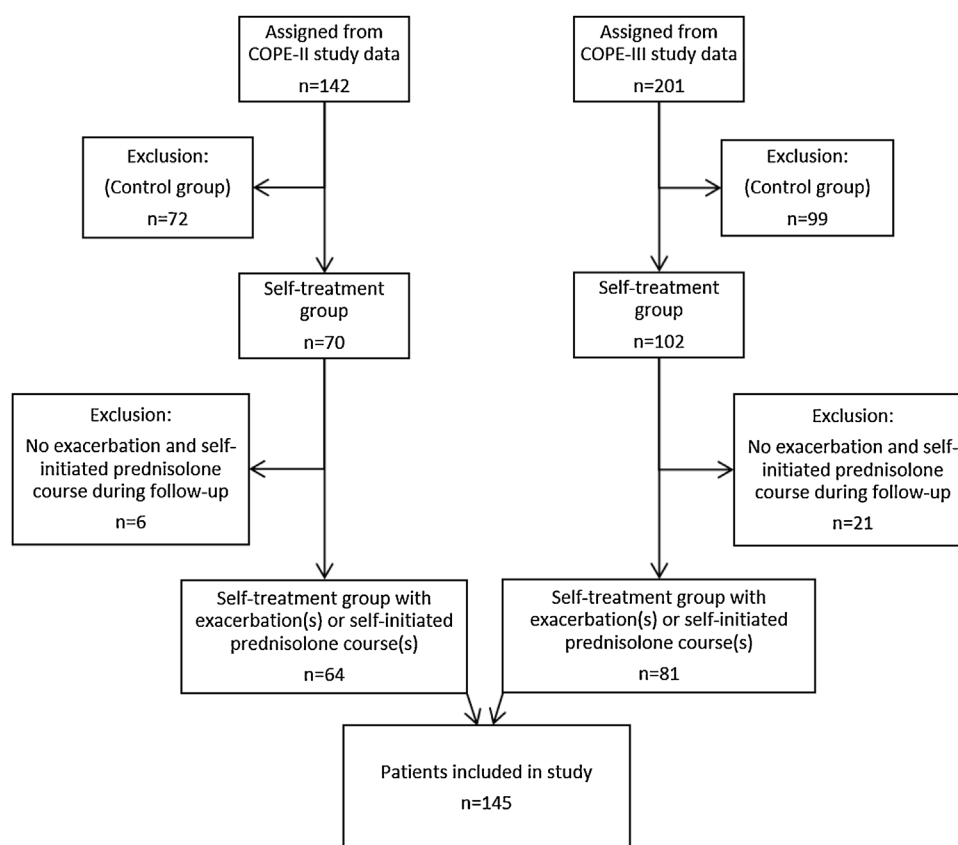 Assigned from
COPE-II study data
n=142
Assigned from
COPE-III study data
n=201
Exclusion:
(Control group)
n=72
Exclusion:
(Control group)
n=99
Self-treatment
group
n=70
Self-treatment
group
n=102
Exclusion:
No exacerbation and self-
initiated prednisolone
course during follow-up
n=6
Exclusion:
No exacerbation and self-
initiated prednisolone
course during follow-up
n=21
Self-treatment group with
exacerbation(s) or self-initiated
prednisolone course(s)
n=64
Self-treatment group with
exacerbation(s) or self-initiated
prednisolone course(s)
n=81
Patients included in study
n=145